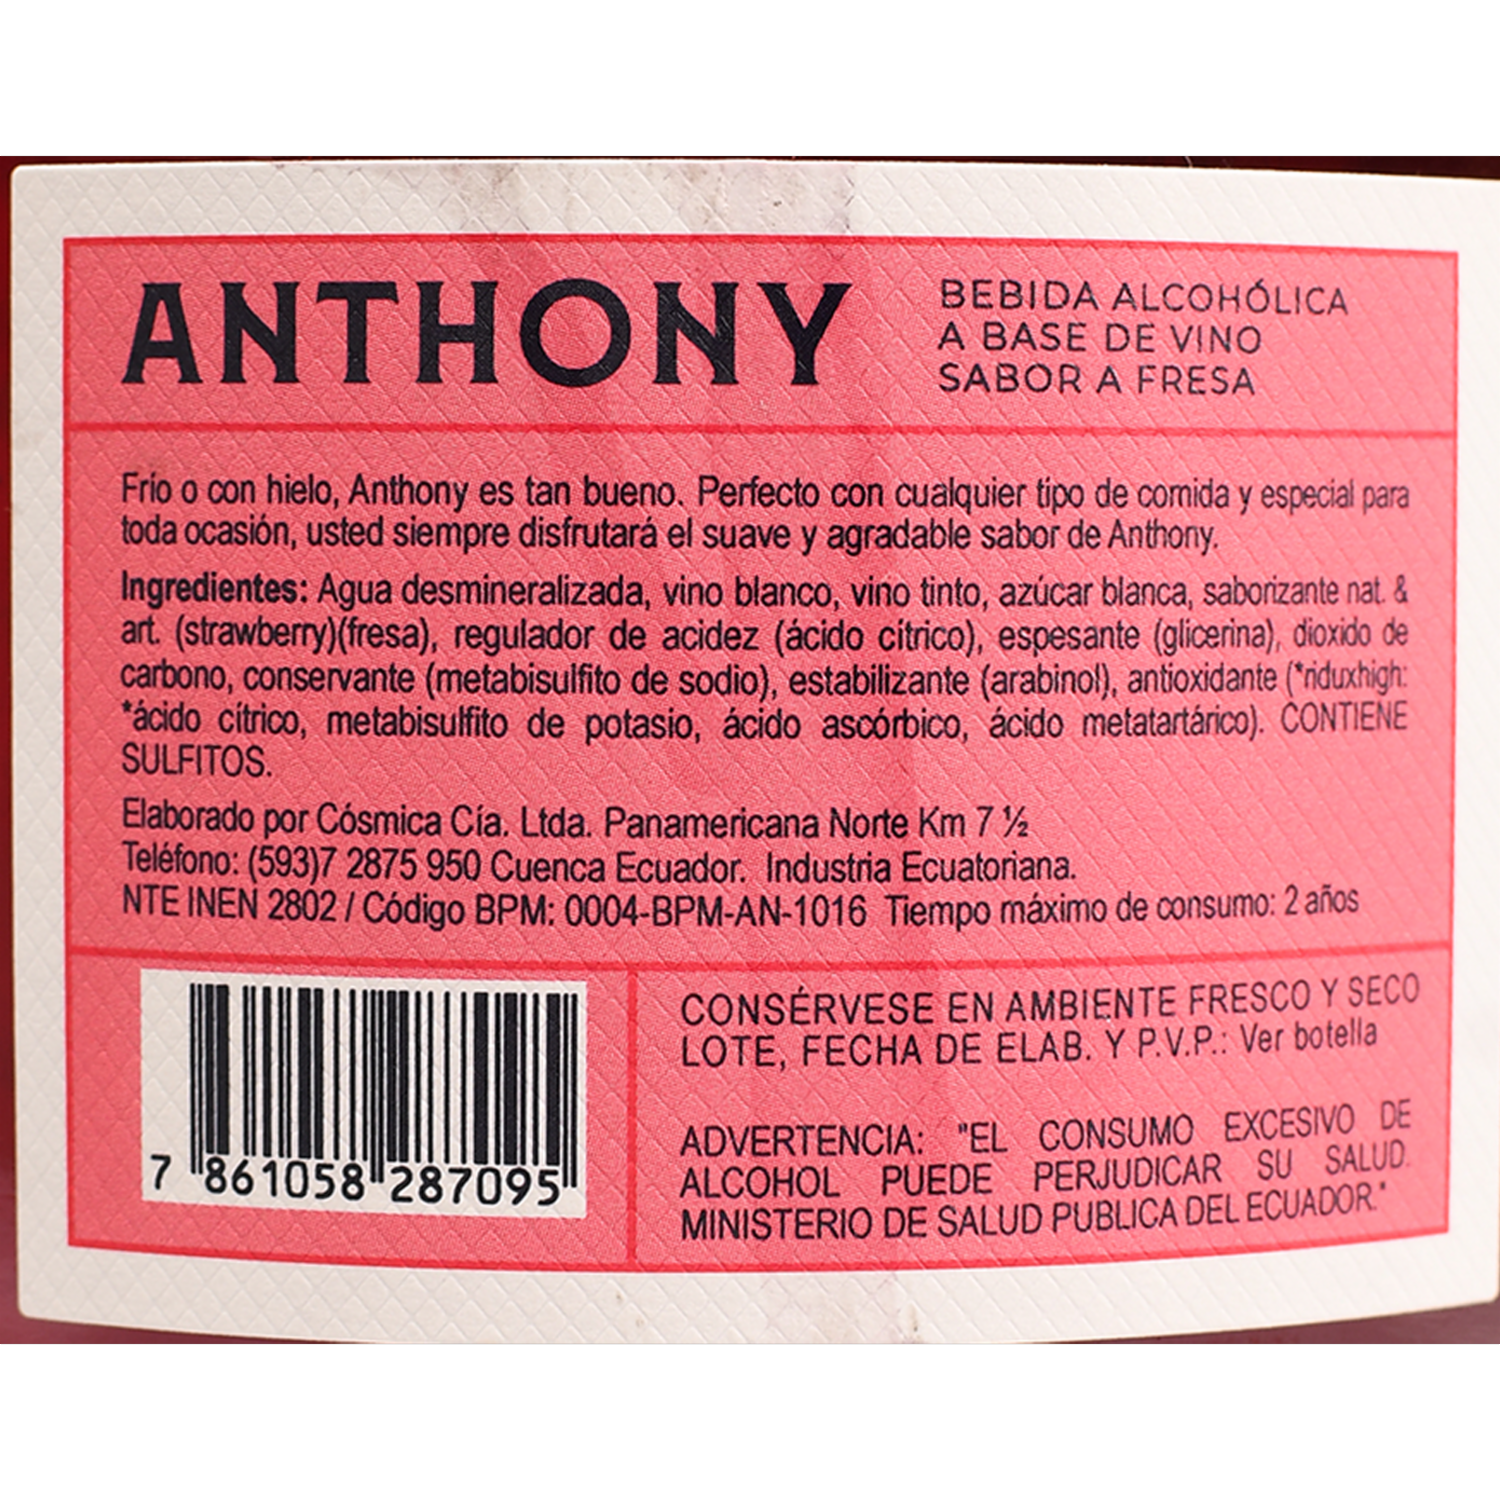 ANTHONY
BEBIDA ALCOHÓLICA
A BASE DE VINO
SABOR A FRESA
Frío o con hielo, Anthony es tan bueno. Perfecto con cualquier tipo de comida y especial para
toda ocasión, usted siempre disfrutará el suave y agradable sabor de Anthony.
Ingredientes: Agua desmineralizada, vino blanco, vino tinto, azúcar blanca, saborizante nat. &
art. (strawberry)(fresa), regulador de acidez (ácido cítrico), espesante (glicerina), dioxido de
carbono, conservante (metabisulfito de sodio), estabilizante (arabinol), antioxidante (*riduxhigh:
*ácido cítrico, metabisulfito de potasio, ácido ascórbico, ácido metatartárico). CONTIENE
SULFITOS.
Elaborado por Cósmica Cía. Ltda. Panamericana Norte Km 7 ½
Teléfono: (593)7 2875 950 Cuenca Ecuador. Industria Ecuatoriana.
NTE INEN 2802 / Código BPM: 0004-BPM-AN-1016 Tiempo máximo de consumo: 2 años
7 861058 287095
CONSÉRVESE EN AMBIENTE FRESCO Y SECO
LOTE, FECHA DE ELAB. Y P.V.P.: Ver botella
ADVERTENCIA: "EL CONSUMO EXCESIVO DE
ALCOHOL PUEDE PERJUDICAR SU SALUD.
MINISTERIO DE SALUD PUBLICA DEL ECUADOR."